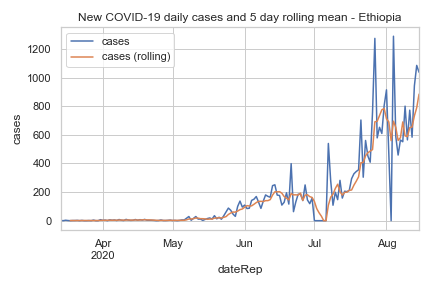 New COVID-19 daily cases and 5 day rolling mean - Ethiopia
cases
cases (rolling)
1200
1000
800
600
400
200
0
cases
Apr
2020
May
Jun
Jul
Aug
dateRep